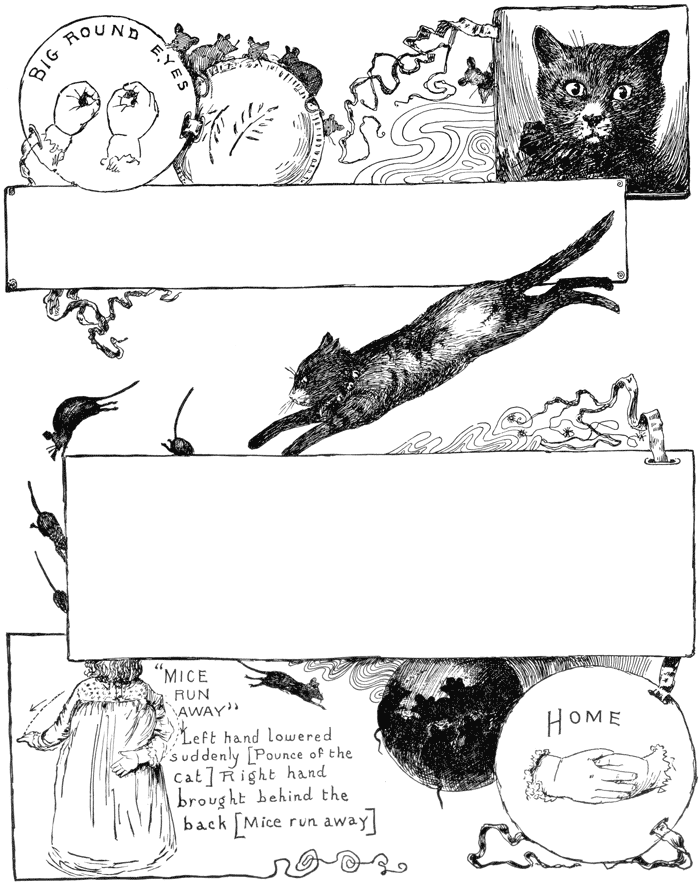 BIG ROUND EYES
"MICE
RUN
AWAY"
Left hand lowered
suddenly [Pounce of the
cat] Right hand
brought behind the
back [Mice run away]
HOME